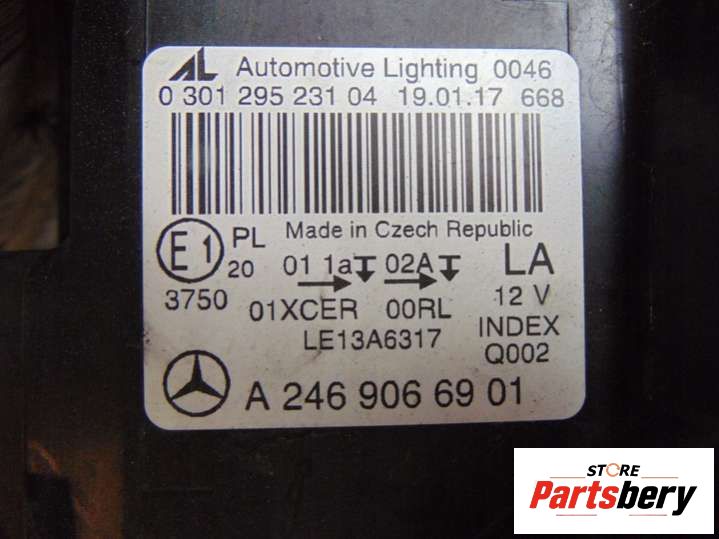 AL Automotive Lighting 0046
0 301 295 231 04 19.01.17 668
Made in Czech Republic
E1 PL 20 01 1a 02A LA
3750 01XCER 00RL 12 V
LE13A6317 INDEX
Q002
A 246 906 69 01
STORE
Partsbery